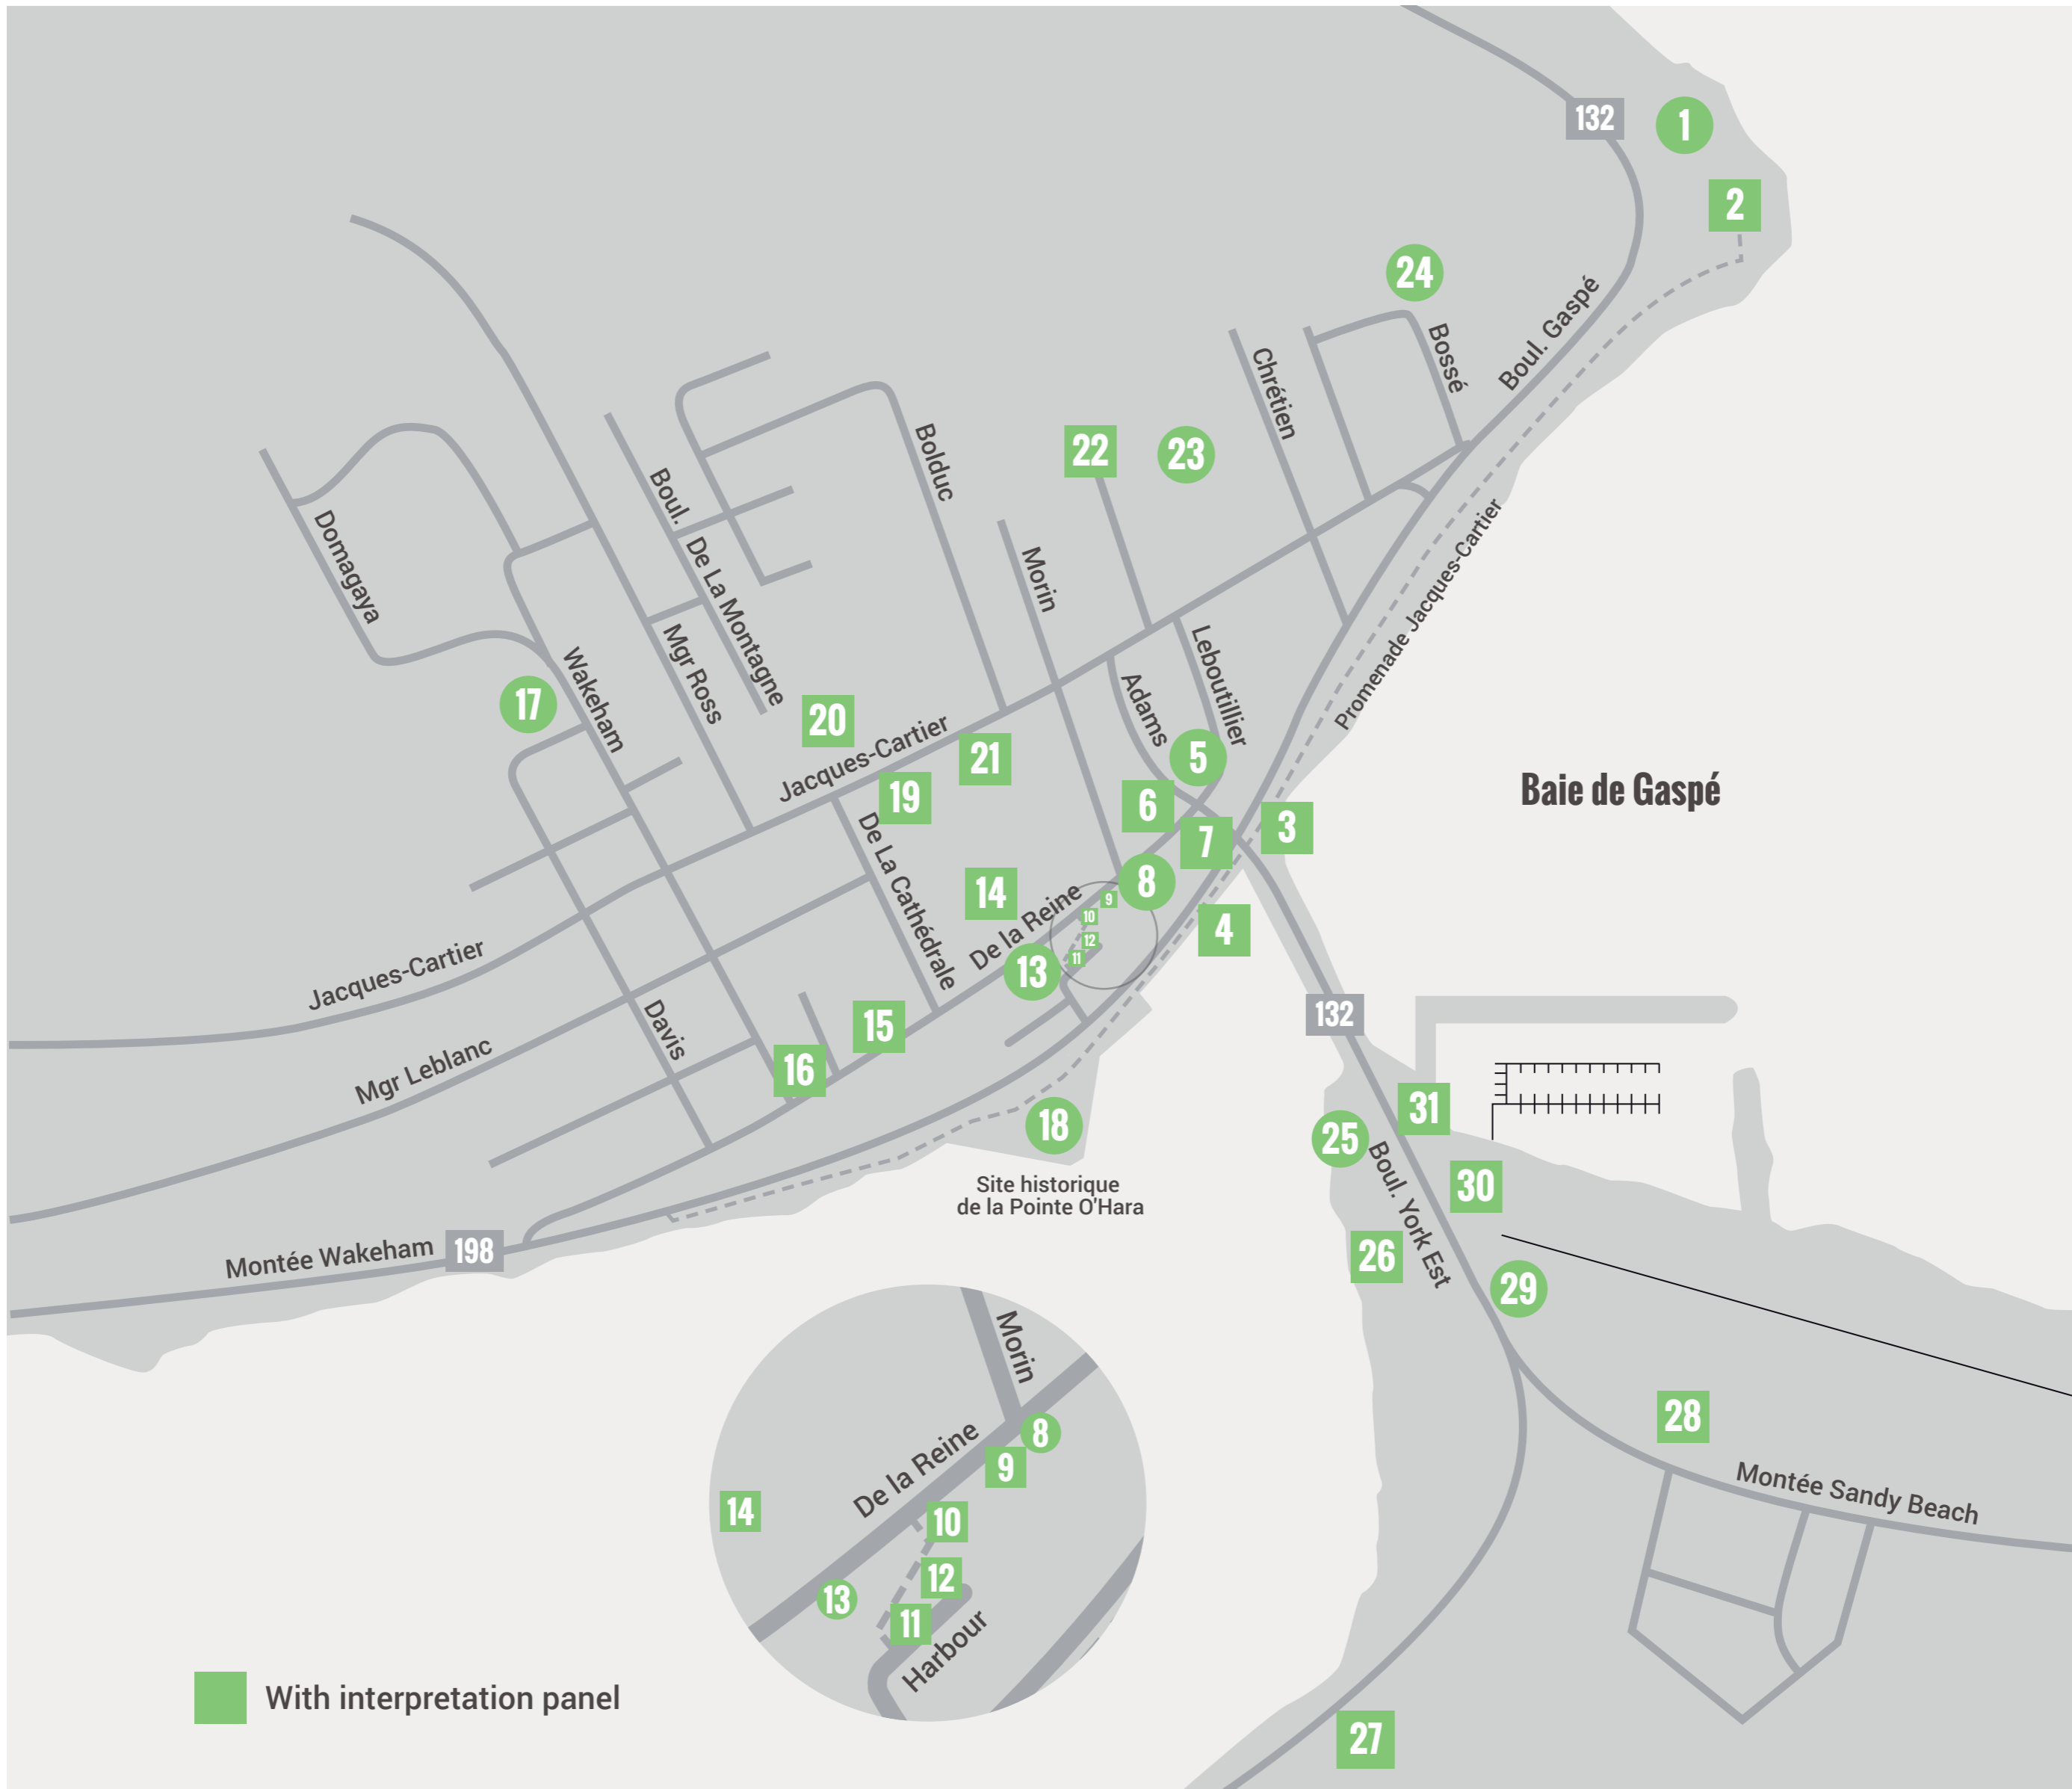 132
1
2
24
Boul. Gaspé
Bossé
Chrétien
22
23
Bolduc
Boul.
De La Montagne
Domagaya
Morin
Promenade Jacques-Cartier
Mgr Ross
Wakeham
17
20
Jacques-Cartier
21
19
Adams
Leboutillier
5
6
7
3
Baie de Gaspé
De La Cathédrale
14
De la Reine
8
9
10
12
11
13
4
Jacques-Cartier
Mgr Leblanc
Davis
15
16
132
18
Site historique
de la Pointe O'Hara
25
31
Boul. York Est
30
26
29
Montée Wakeham
198
28
Montée Sandy Beach
27
Morin
De la Reine
8
9
14
10
12
13
11
Harbour
With interpretation panel